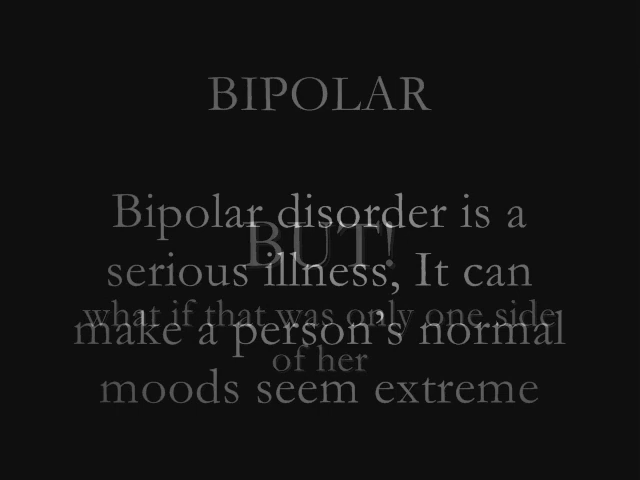 BIPOLAR
Bipolar disorder is a
BUT!
serious illness, It can
what if that was only one side
make a person's normal
of her
moods seem extreme